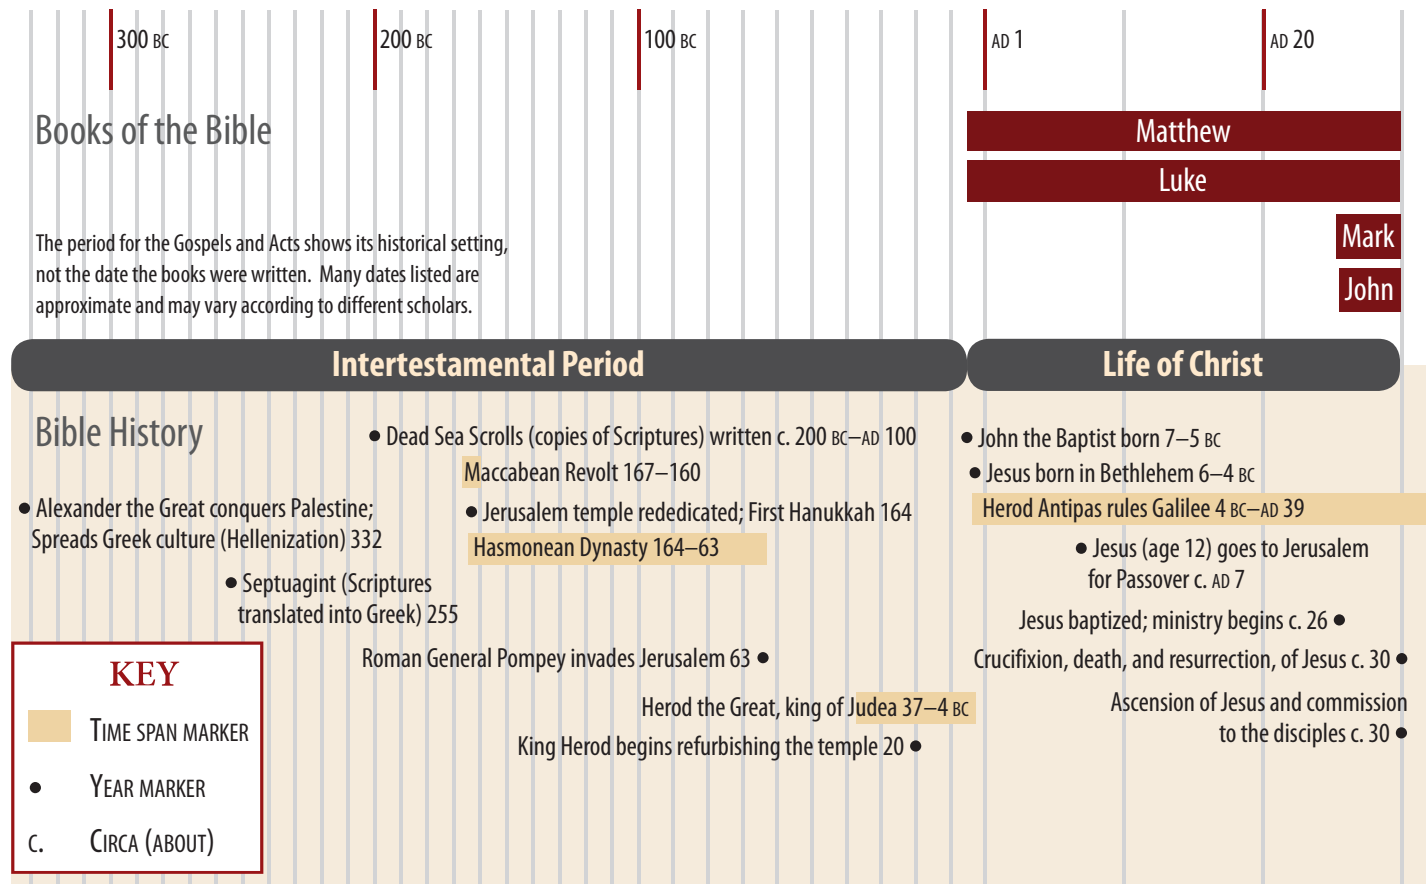 300 BC
200 BC
100 BC
AD 1
AD 20
Books of the Bible
Matthew
Luke
Mark
John
The period for the Gospels and Acts shows its historical setting,
not the date the books were written. Many dates listed are
approximate and may vary according to different scholars.
Intertestamental Period
Life of Christ
Bible History
Dead Sea Scrolls (copies of Scriptures) written c. 200 BC–AD 100
Maccabean Revolt 167–160
Alexander the Great conquers Palestine;
Spreads Greek culture (Hellenization) 332
Jerusalem temple rededicated; First Hanukkah 164
Hasmonean Dynasty 164–63
Septuagint (Scriptures
translated into Greek) 255
Roman General Pompey invades Jerusalem 63
Herod the Great, king of Judea 37–4 BC
King Herod begins refurbishing the temple 20
John the Baptist born 7–5 BC
Jesus born in Bethlehem 6–4 BC
Herod Antipas rules Galilee 4 BC–AD 39
Jesus (age 12) goes to Jerusalem
for Passover c. AD 7
Jesus baptized; ministry begins c. 26
Crucifixion, death, and resurrection, of Jesus c. 30
Ascension of Jesus and commission
to the disciples c. 30
KEY
TIME SPAN MARKER
YEAR MARKER
C. CIRCA (ABOUT)